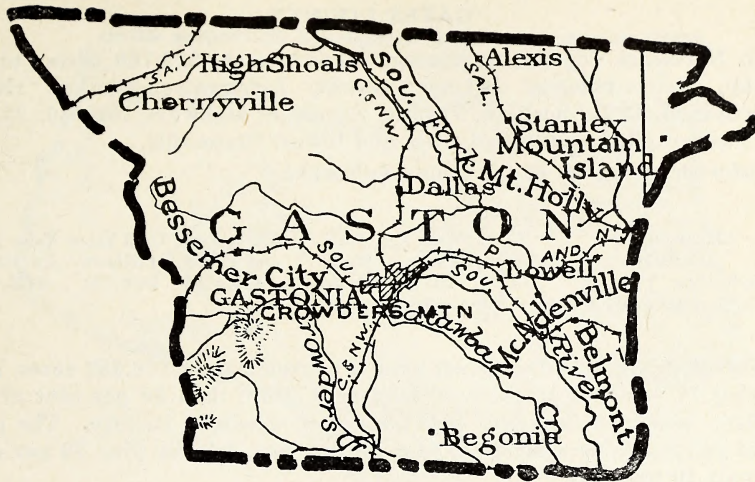 High Shoals
Alexis
S.A.L.
C.&N.W.
SOU. Fork
S.A.L.
Cherryville
Stanley
Mountain
Island
Dallas
Mt. Holly
Bessemer City
GASTON
SOU.
P
AND
N
Lowell
SOU.
GASTONIA
CROWDERS MTN
McAdenville
Catawba Cr.
River
Belmont
Crowders Cr.
C.&N.W.
Begonia